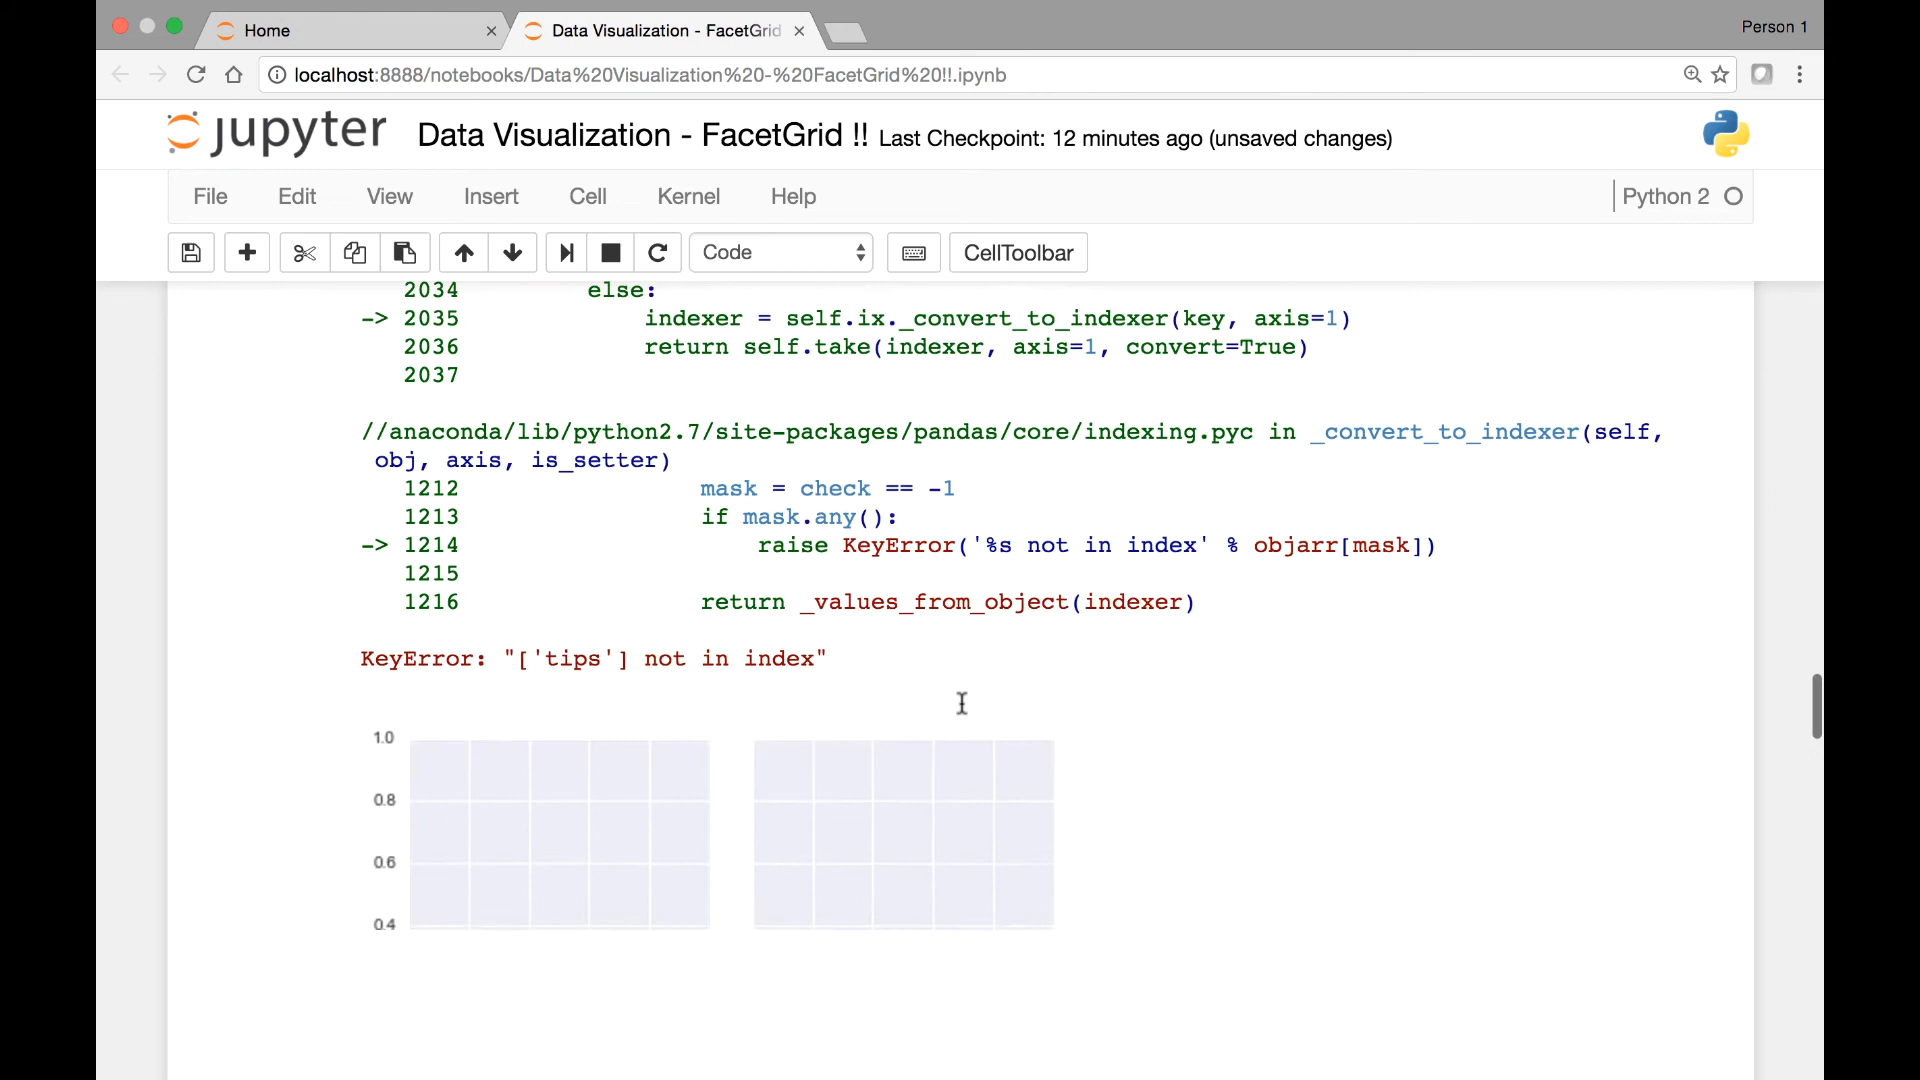 Home
Data Visualization - FacetGrid
Person 1
localhost:8888/notebooks/Data%20Visualization%20-%20FacetGrid%20!!.ipynb
jupyter Data Visualization - FacetGrid !! Last Checkpoint: 12 minutes ago (unsaved changes)
File Edit View Insert Cell Kernel Help Python 2
Code CellToolbar
2034 else:
-> 2035 indexer = self.ix._convert_to_indexer(key, axis=1)
2036 return self.take(indexer, axis=1, convert=True)
2037
//anaconda/lib/python2.7/site-packages/pandas/core/indexing.pyc in _convert_to_indexer(self,
obj, axis, is_setter)
1212 mask = check == -1
1213 if mask.any():
-> 1214 raise KeyError('%s not in index' % objarr[mask])
1215
1216 return _values_from_object(indexer)
KeyError: "['tips'] not in index"
1.0
0.8
0.6
0.4